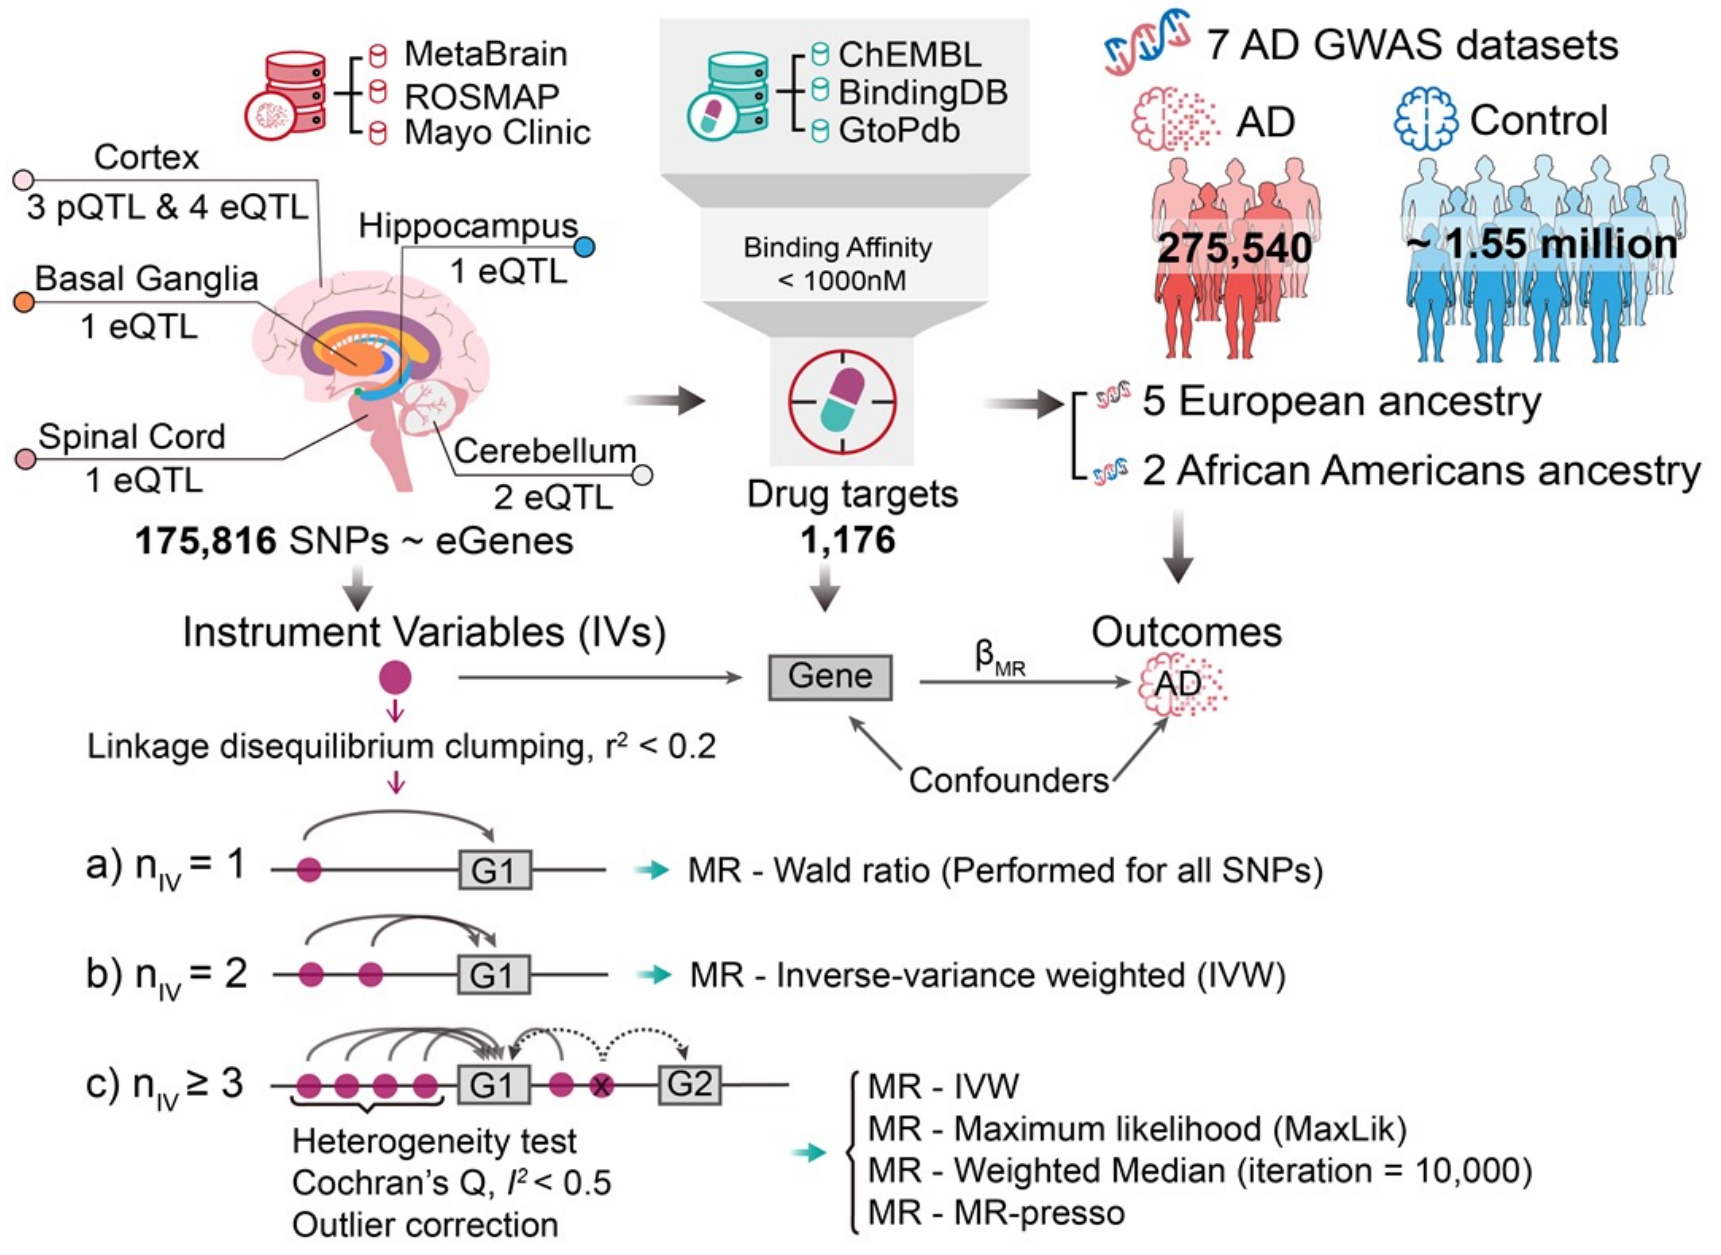 MetaBrain
ROSMAP
Mayo Clinic
Cortex
3 pQTL & 4 eQTL
Hippocampus
1 eQTL
Basal Ganglia
1 eQTL
Spinal Cord
1 eQTL
Cerebellum
2 eQTL
175,816 SNPs ~ eGenes
ChEMBL
BindingDB
GtoPdb
Binding Affinity
< 1000nM
Drug targets
1,176
7 AD GWAS datasets
AD
Control
275,540
~ 1.55 million
5 European ancestry
2 African Americans ancestry
Instrument Variables (IVs)
Gene
βMR
Outcomes
AD
Confounders
Linkage disequilibrium clumping, r² < 0.2
a) nIV = 1
G1
MR - Wald ratio (Performed for all SNPs)
b) nIV = 2
G1
MR - Inverse-variance weighted (IVW)
c) nIV ≥ 3
G1
x
G2
Heterogeneity test
Cochran’s Q, I² < 0.5
Outlier correction
MR - IVW
MR - Maximum likelihood (MaxLik)
MR - Weighted Median (iteration = 10,000)
MR - MR-presso